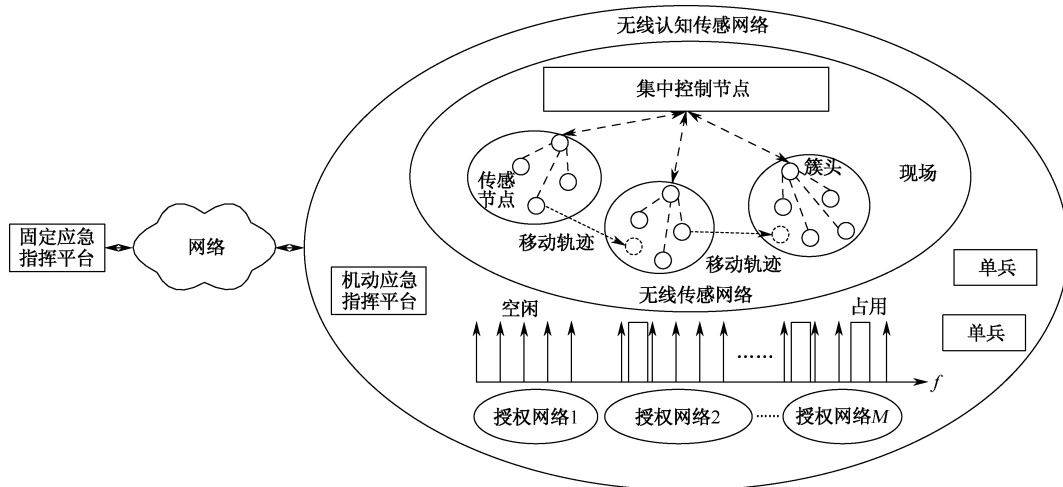 无线认知传感网络
集中控制节点
传感
节点
簇头
现场
固定应急
指挥平台
网络
移动轨迹
移动轨迹
机动应急
指挥平台
单兵
无线传感网络
空闲
占用
单兵
……
f
授权网络1
授权网络2
……
授权网络M